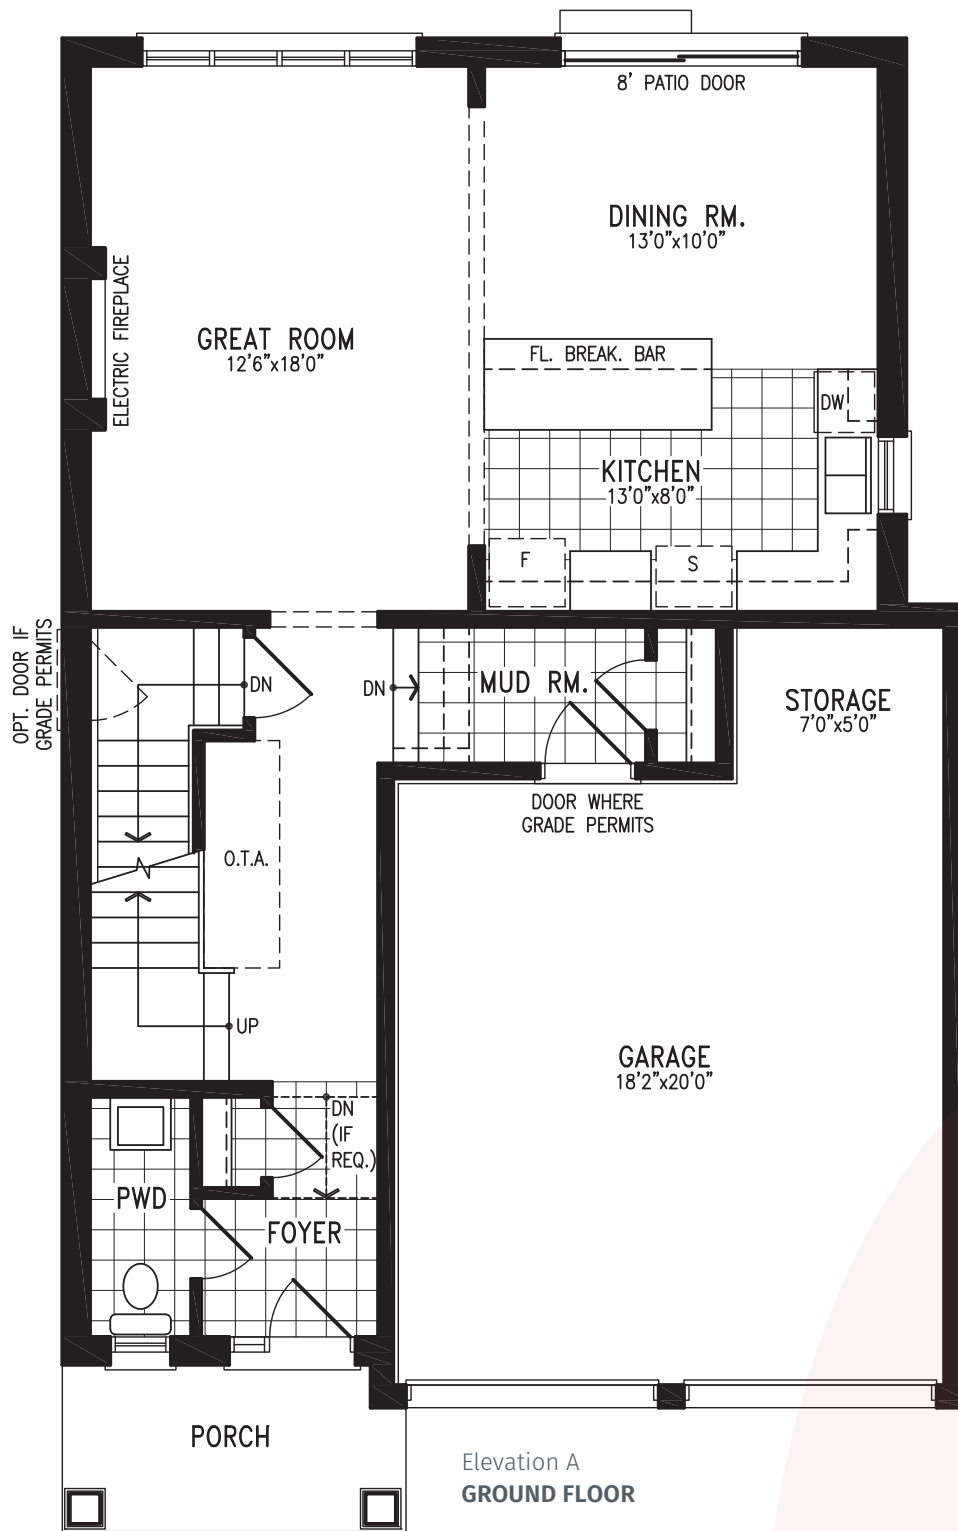 8' PATIO DOOR
DINING RM.
13'0"x10'0"
ELECTRIC FIREPLACE
GREAT ROOM
12'6"x18'0"
FL. BREAK. BAR
DW
KITCHEN
13'0"x8'0"
F
S
OPT. DOOR IF
GRADE PERMITS
DN
DN
MUD RM.
STORAGE
7'0"x5'0"
DOOR WHERE
GRADE PERMITS
O.T.A.
UP
GARAGE
18'2"x20'0"
DN
(IF
REQ.)
PWD
FOYER
PORCH
Elevation A
GROUND FLOOR